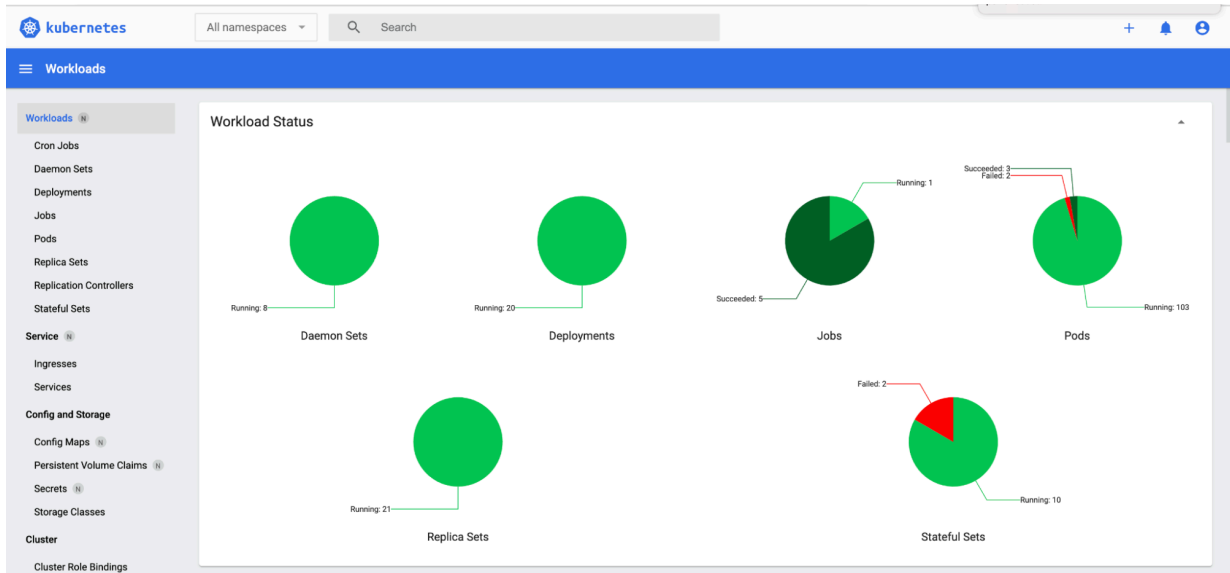 kubernetes
All namespaces
Search
Workloads
Workloads N
Cron Jobs
Daemon Sets
Deployments
Jobs
Pods
Replica Sets
Replication Controllers
Stateful Sets
Service N
Ingresses
Services
Config and Storage
Config Maps N
Persistent Volume Claims N
Secrets N
Storage Classes
Cluster
Cluster Role Bindings
Workload Status
Running: 8
Daemon Sets
Running: 20
Deployments
Running: 1
Succeeded: 5
Jobs
Succeeded: 3
Failed: 2
Running: 103
Pods
Running: 21
Replica Sets
Failed: 2
Running: 10
Stateful Sets